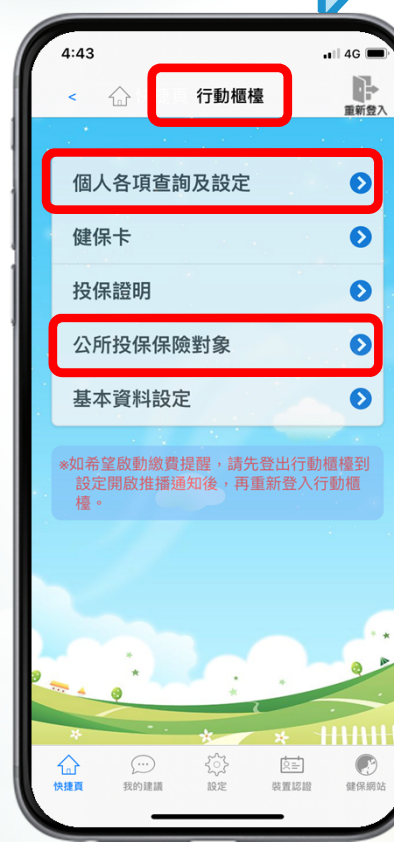 4:43
4G
< 行動櫃檯
重新登入
個人各項查詢及設定
健保卡
投保證明
公所投保保險對象
基本資料設定
※如希望啟動繳費提醒,請先登出行動櫃檯到
設定開啟推播通知後,再重新登入行動櫃
檯。
快捷頁 我的建議 設定 裝置認證 健保網站